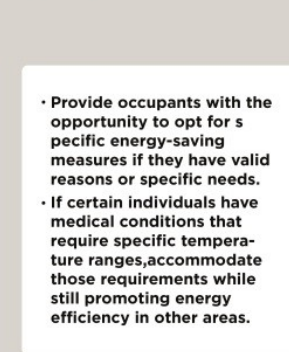 · Provide occupants with the
opportunity to opt for s
pecific energy-saving
measures if they have valid
reasons or specific needs.
· If certain individuals have
medical conditions that
require specific tempera-
ture ranges,accommodate
those requirements while
still promoting energy
efficiency in other areas.